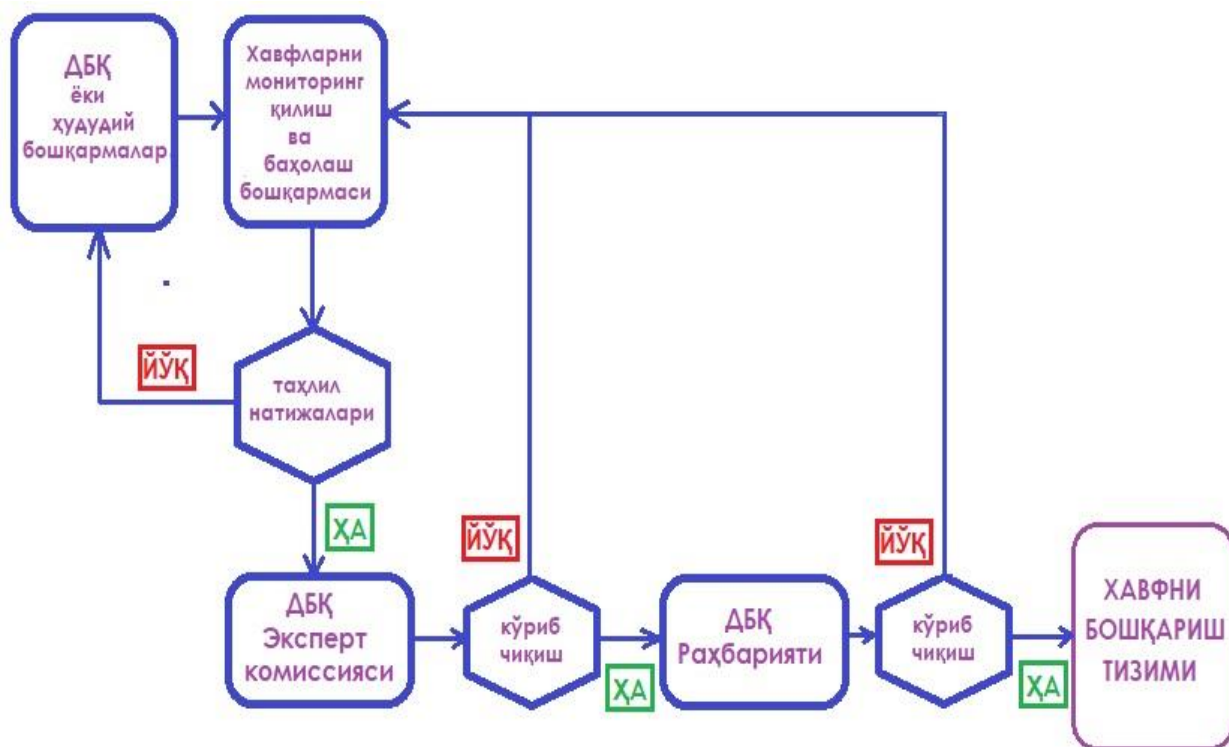 ДБҚ
ёки
ҳудудий
бошқармалар
Хавфларни
мониторинг
қилиш
ва
баҳолаш
бошқармаси
ЙЎҚ
таҳлил
натижалари
ҲА
ДБҚ
Эксперт
комиссияси
ЙЎҚ
кўриб
чиқиш
ҲА
ДБҚ
Раҳбарияти
ЙЎҚ
кўриб
чиқиш
ҲА
ХАВФНИ
БОШҚАРИШ
ТИЗИМИ